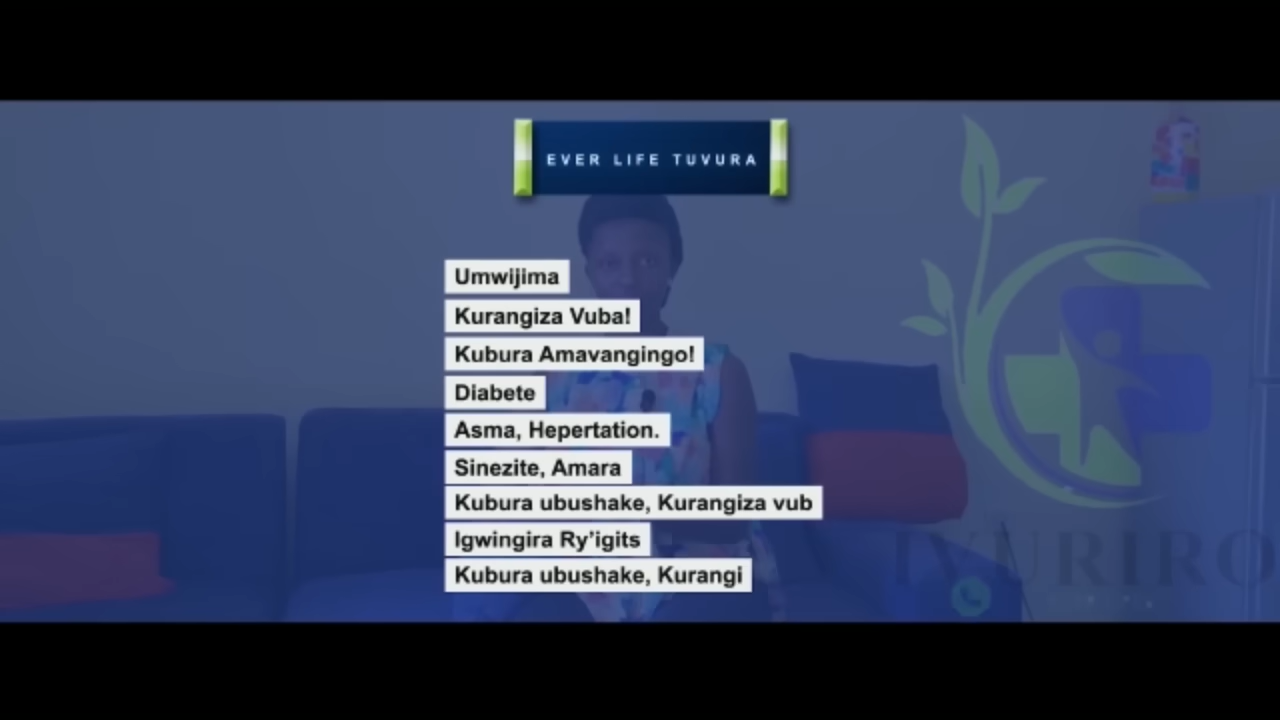 EVER LIFE TUVURA
Umwijima
Kurangiza Vuba!
Kubura Amavangingo!
Diabete
Asma, Hepertation.
Sinezite, Amara
Kubura ubushake, Kurangiza vub
Igwingira Ry’igits
Kubura ubushake, Kurangi
IVURIRO